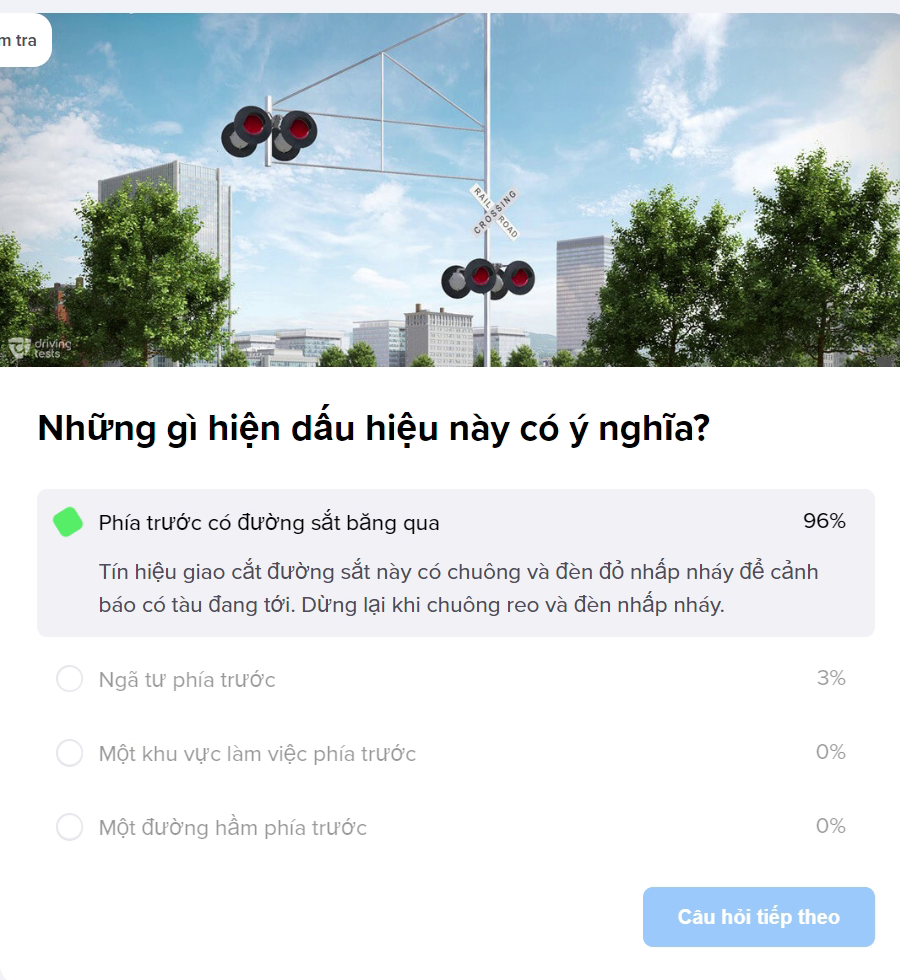 m tra
RAIL ROAD
CROSSING
driving
tests
Những gì hiện dấu hiệu này có ý nghĩa?
Phía trước có đường sắt băng qua 96%
Tín hiệu giao cắt đường sắt này có chuông và đèn đỏ nhấp nháy để cảnh
báo có tàu đang tới. Dừng lại khi chuông reo và đèn nhấp nháy.
Ngã tư phía trước 3%
Một khu vực làm việc phía trước 0%
Một đường hầm phía trước 0%
Câu hỏi tiếp theo